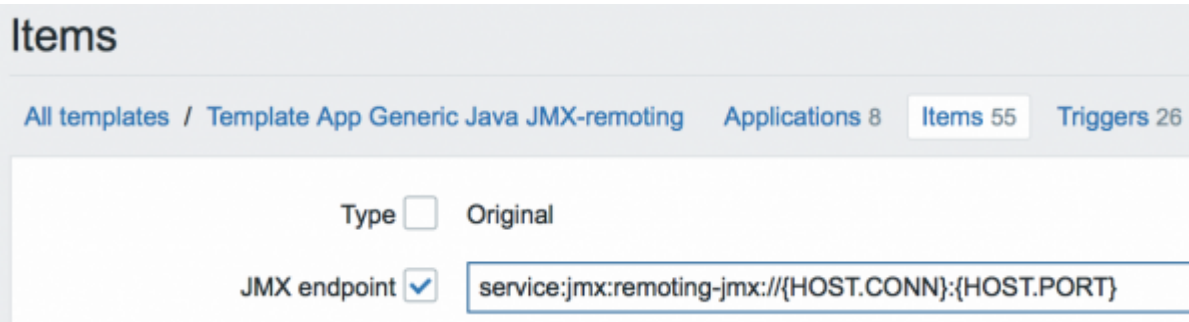 Items
All templates / Template App Generic Java JMX-remoting Applications 8 Items 55 Triggers 26
Type Original
JMX endpoint service:jmx:remoting-jmx://{HOST.CONN}:{HOST.PORT}